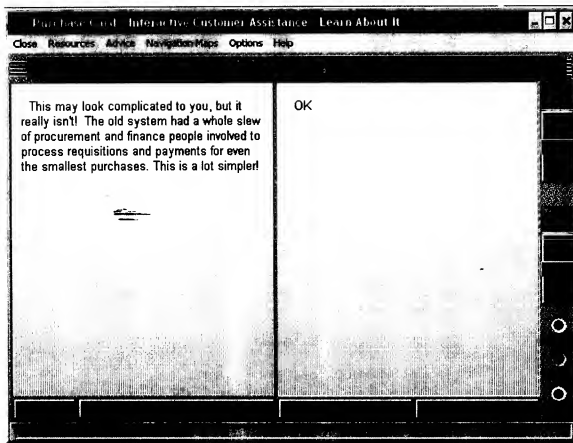 Purchase Card Interactive Customer Assistance Learn About It
Close Resources Advice Navigation Maps Options Help
This may look complicated to you, but it
really isn't! The old system had a whole slew
of procurement and finance people involved to
process requisitions and payments for even
the smallest purchases. This is a lot simpler!
OK